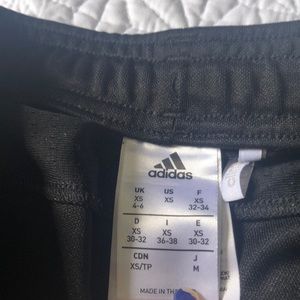 adidas
UK US F
XS XS XS
4-6 32-34
D I E
XS XS XS
30-32 36-38 30-32
CDN J
XS/TP M
MADE IN